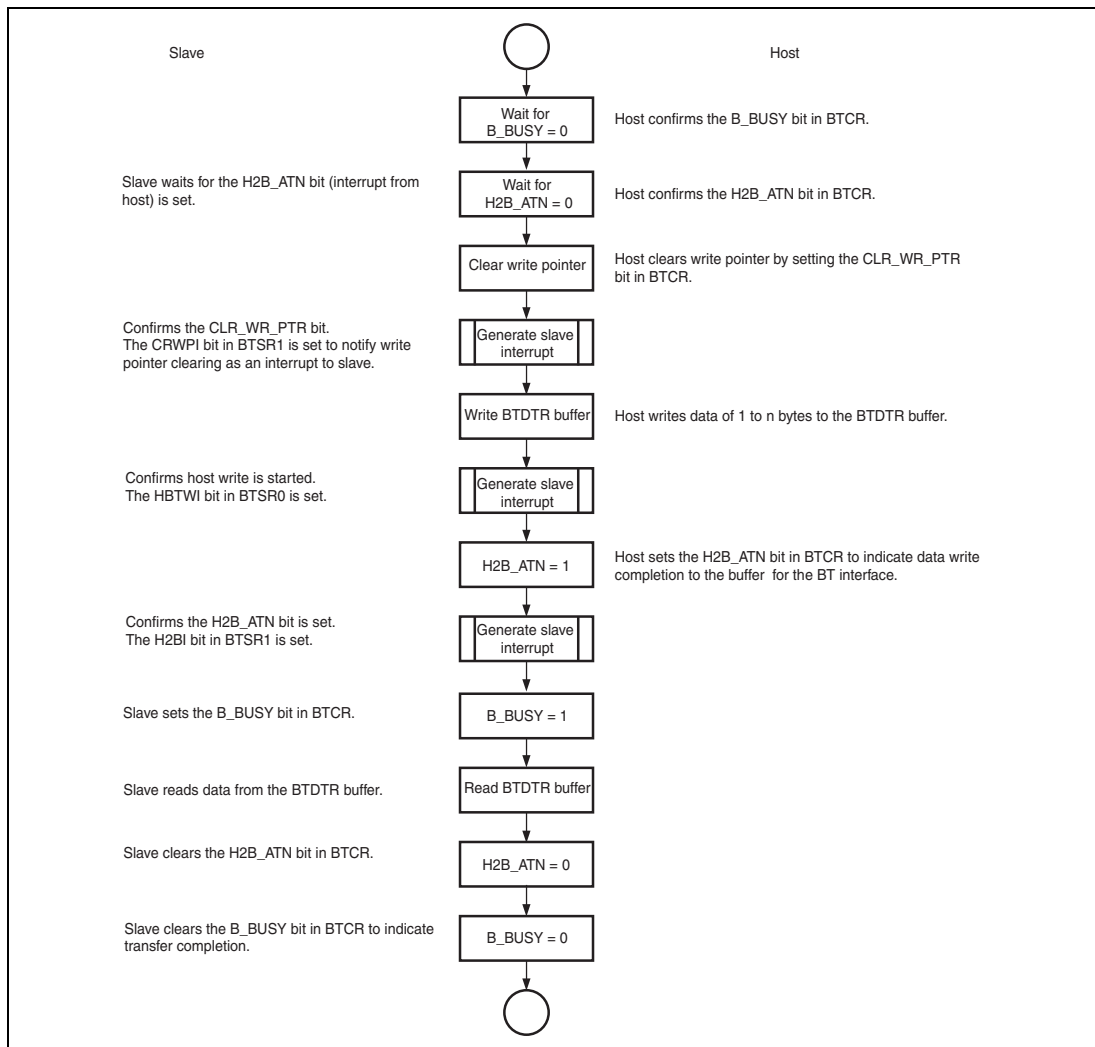 Slave
Host
Wait for
B_BUSY = 0
Host confirms the B_BUSY bit in BTCR.
Slave waits for the H2B_ATN bit (interrupt from
host) is set.
Wait for
H2B_ATN = 0
Host confirms the H2B_ATN bit in BTCR.
Clear write pointer
Host clears write pointer by setting the CLR_WR_PTR
bit in BTCR.
Confirms the CLR_WR_PTR bit.
The CRWPI bit in BTSR1 is set to notify write
pointer clearing as an interrupt to slave.
Generate slave
interrupt
Write BTDTR buffer
Host writes data of 1 to n bytes to the BTDTR buffer.
Confirms host write is started.
The HBTWI bit in BTSR0 is set.
Generate slave
interrupt
H2B_ATN = 1
Host sets the H2B_ATN bit in BTCR to indicate data write
completion to the buffer for the BT interface.
Confirms the H2B_ATN bit is set.
The H2BI bit in BTSR1 is set.
Generate slave
interrupt
Slave sets the B_BUSY bit in BTCR.
B_BUSY = 1
Slave reads data from the BTDTR buffer.
Read BTDTR buffer
Slave clears the H2B_ATN bit in BTCR.
H2B_ATN = 0
Slave clears the B_BUSY bit in BTCR to indicate
transfer completion.
B_BUSY = 0